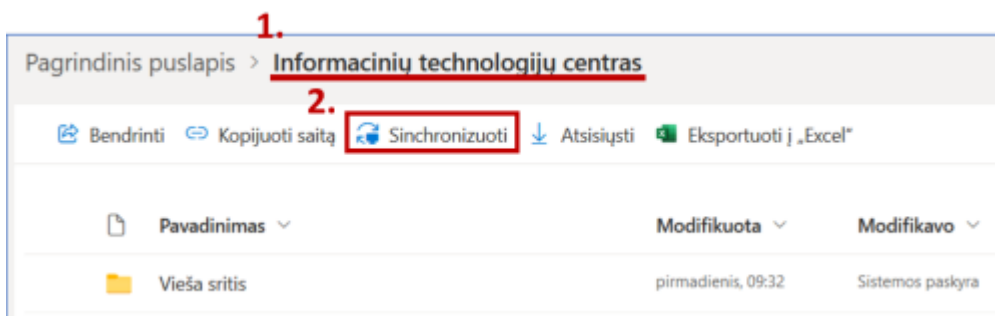 1.
Pagrindinis puslapis > Informacinių technologijų centras
2.
Bendrinti Kopijuoti saitą Sinchronizuoti Atsisiųsti Eksportuoti į „Excel“
Pavadinimas Modifikuota Modifikavo
Vieša sritis pirmadienis, 09:32 Sistemos paskyra